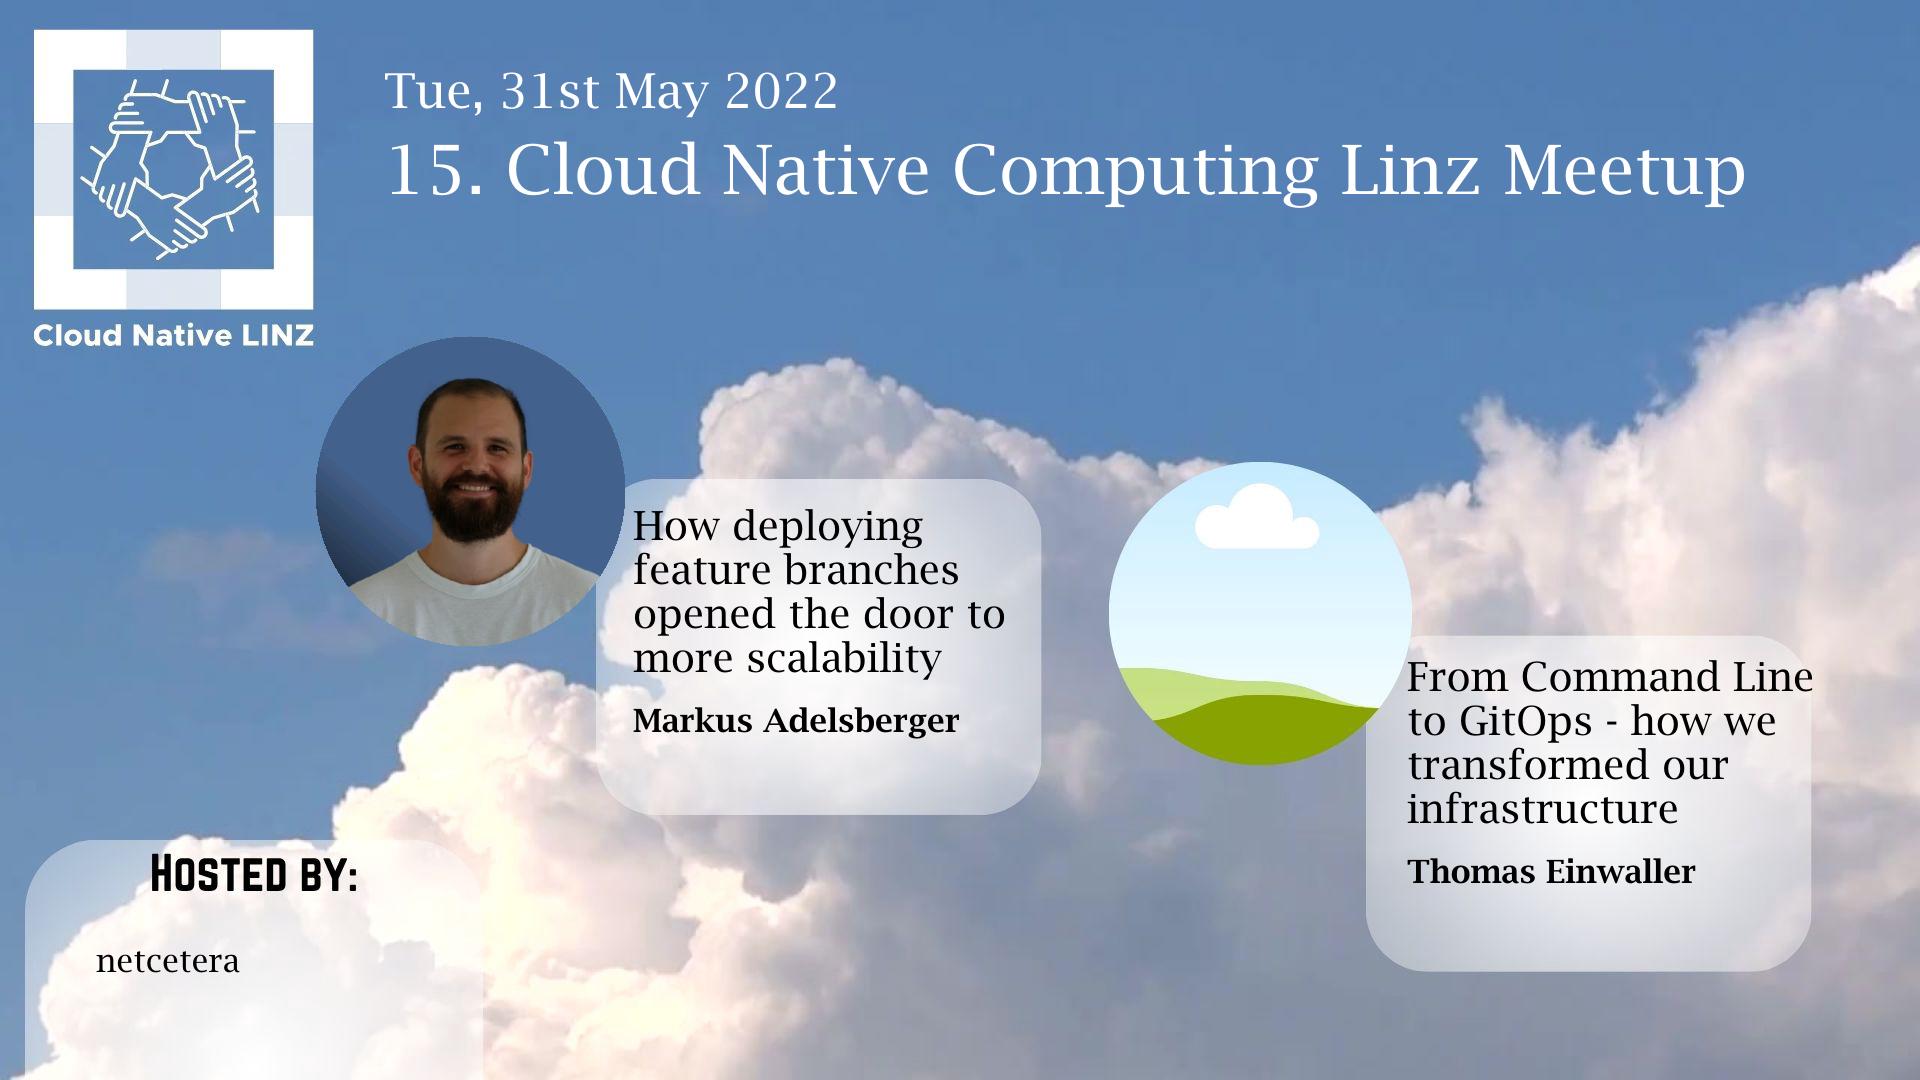 Cloud Native LINZ
Tue, 31st May 2022
15. Cloud Native Computing Linz Meetup
How deploying
feature branches
opened the door to
more scalability
Markus Adelsberger
From Command Line
to GitOps - how we
transformed our
infrastructure
Thomas Einwaller
HOSTED BY:
netcetera